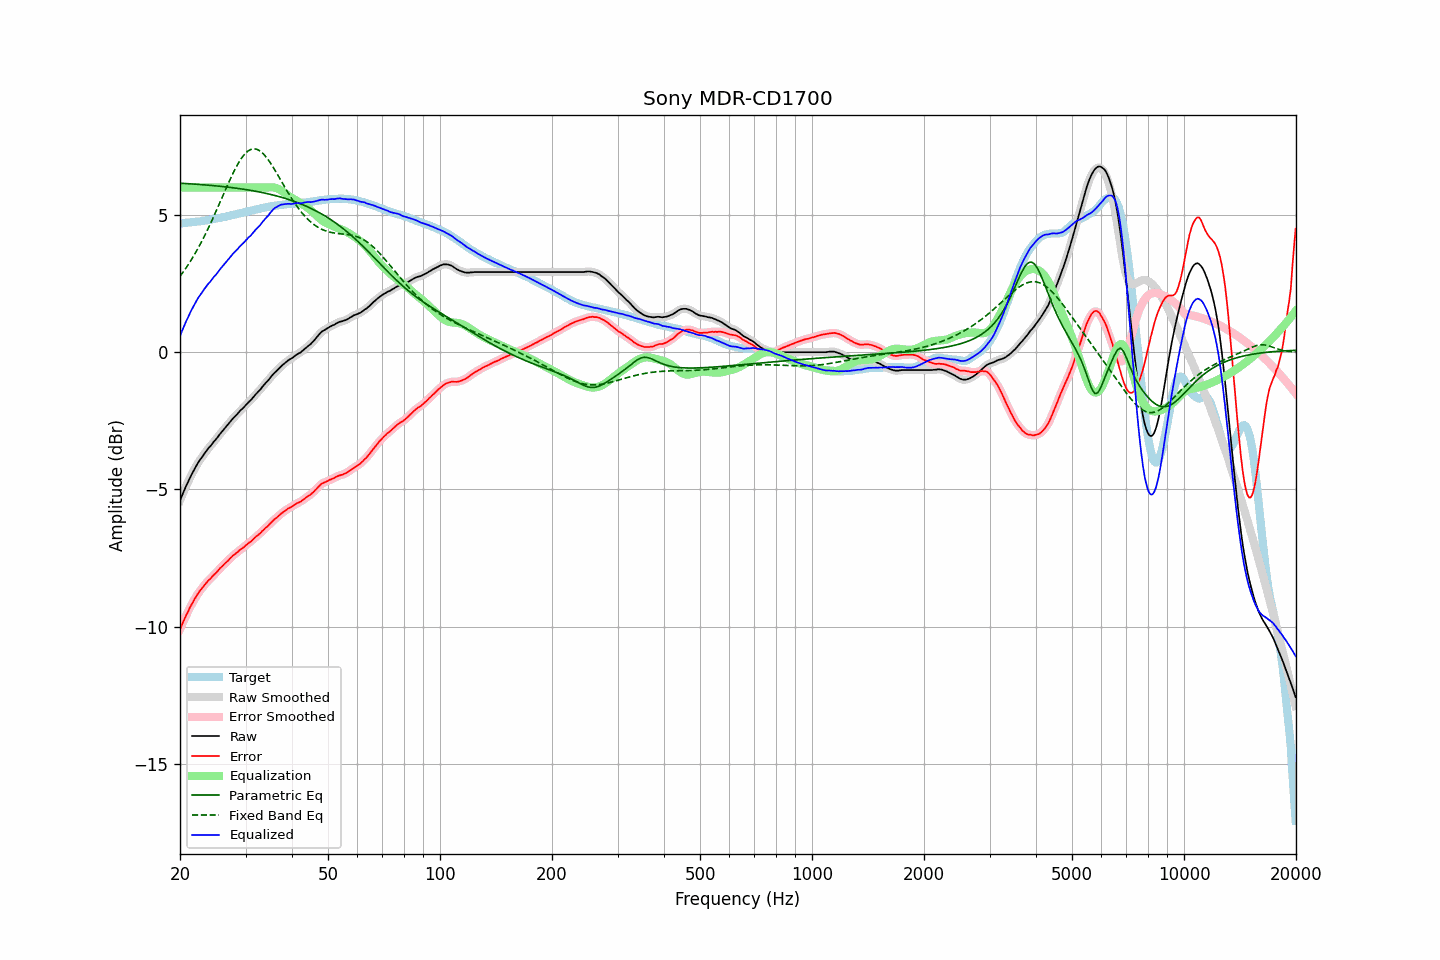 Sony MDR-CD1700
Amplitude (dBr)
5
0
−5
−10
−15
Target
Raw Smoothed
Error Smoothed
Raw
Error
Equalization
Parametric Eq
Fixed Band Eq
Equalized
20 50 100 200 500 1000 2000 5000 10000 20000
Frequency (Hz)